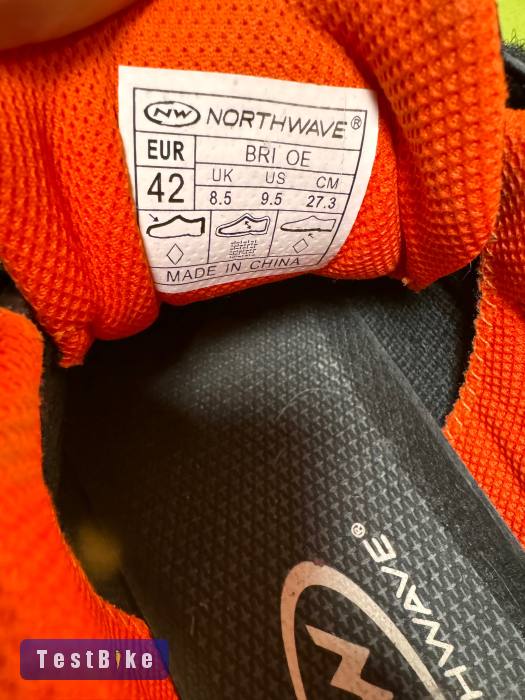 NW NORTHWAVE®
EUR BRI OE
42 UK US CM
8.5 9.5 27.3
MADE IN CHINA
HWAVE®
TestBike